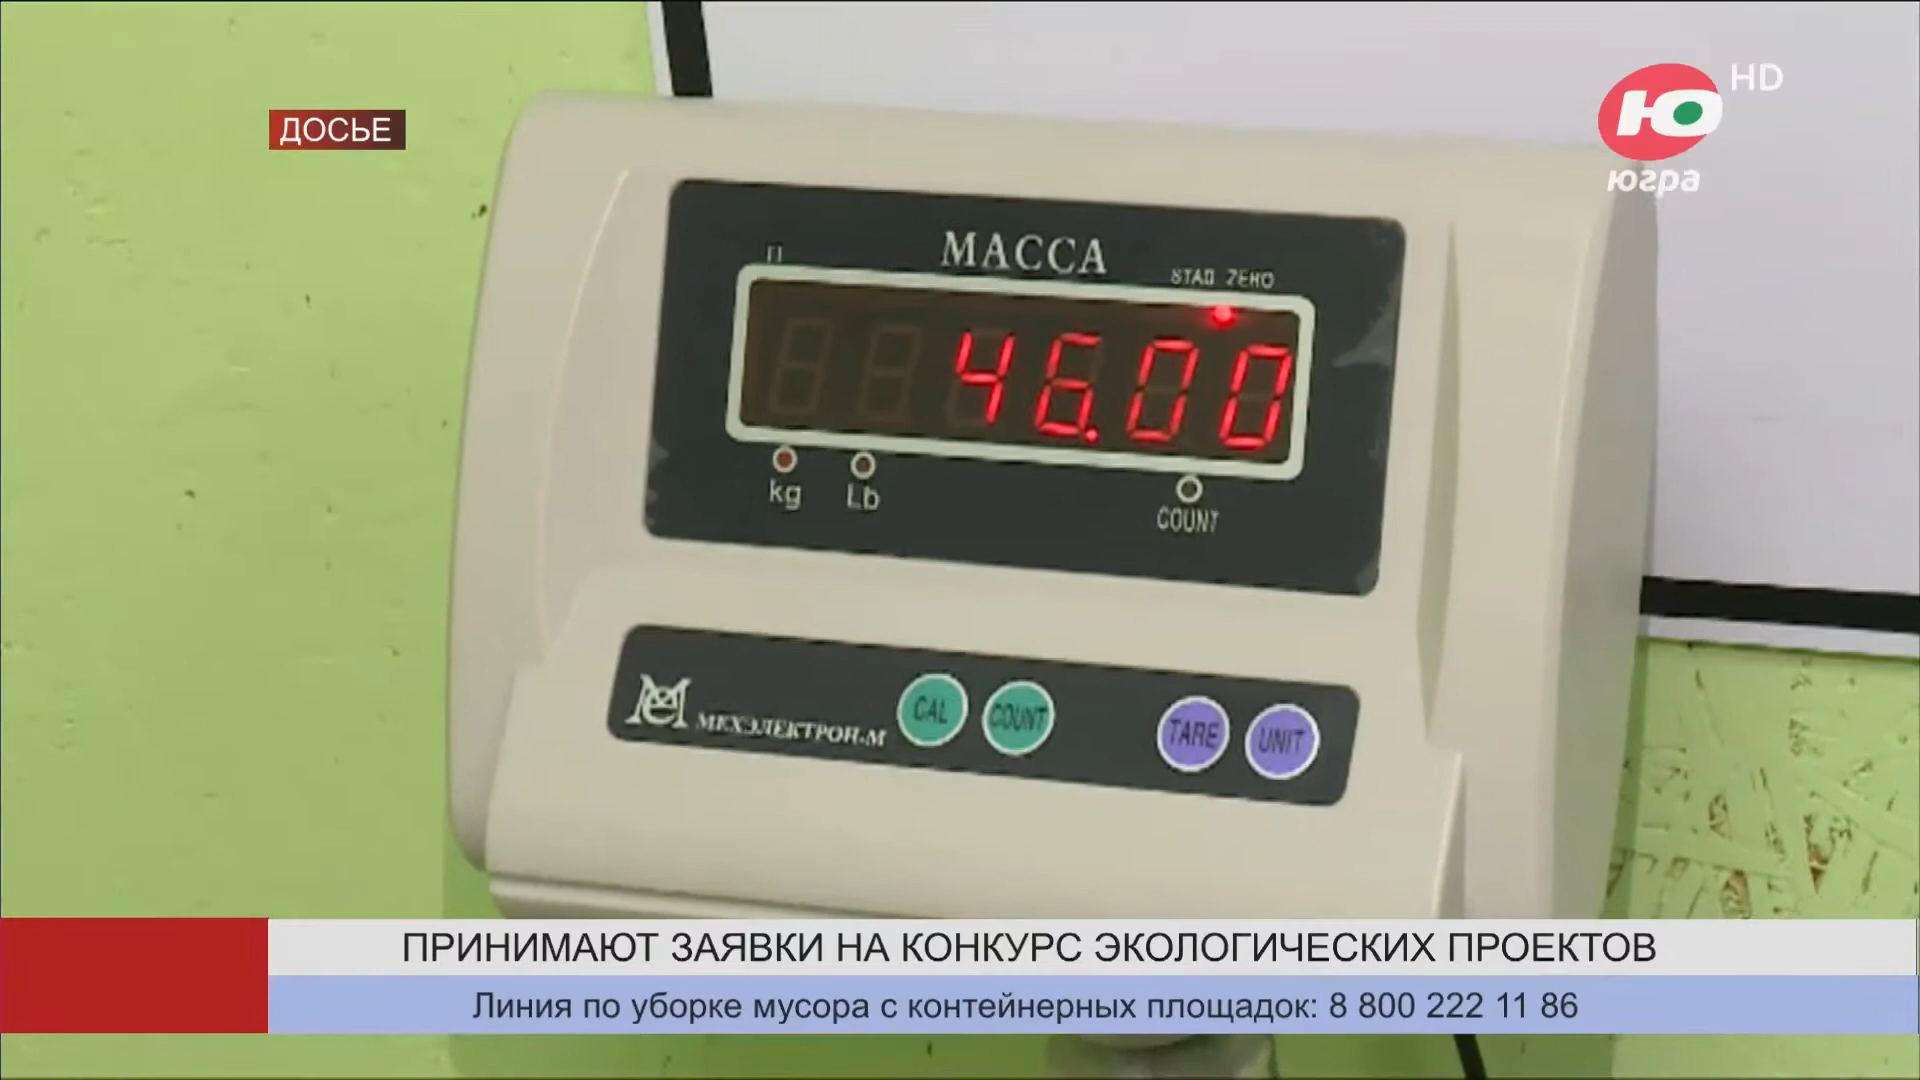 HD
ДОСЬЕ
Ю
югра
МАССА
STAB ZERO
46.00
kg
Lb
COUNT
МЕХЭЛЕКТРОН-М
CAL
COUNT
TARE
UNIT
ПРИНИМАЮТ ЗАЯВКИ НА КОНКУРС ЭКОЛОГИЧЕСКИХ ПРОЕКТОВ
Линия по уборке мусора с контейнерных площадок: 8 800 222 11 86